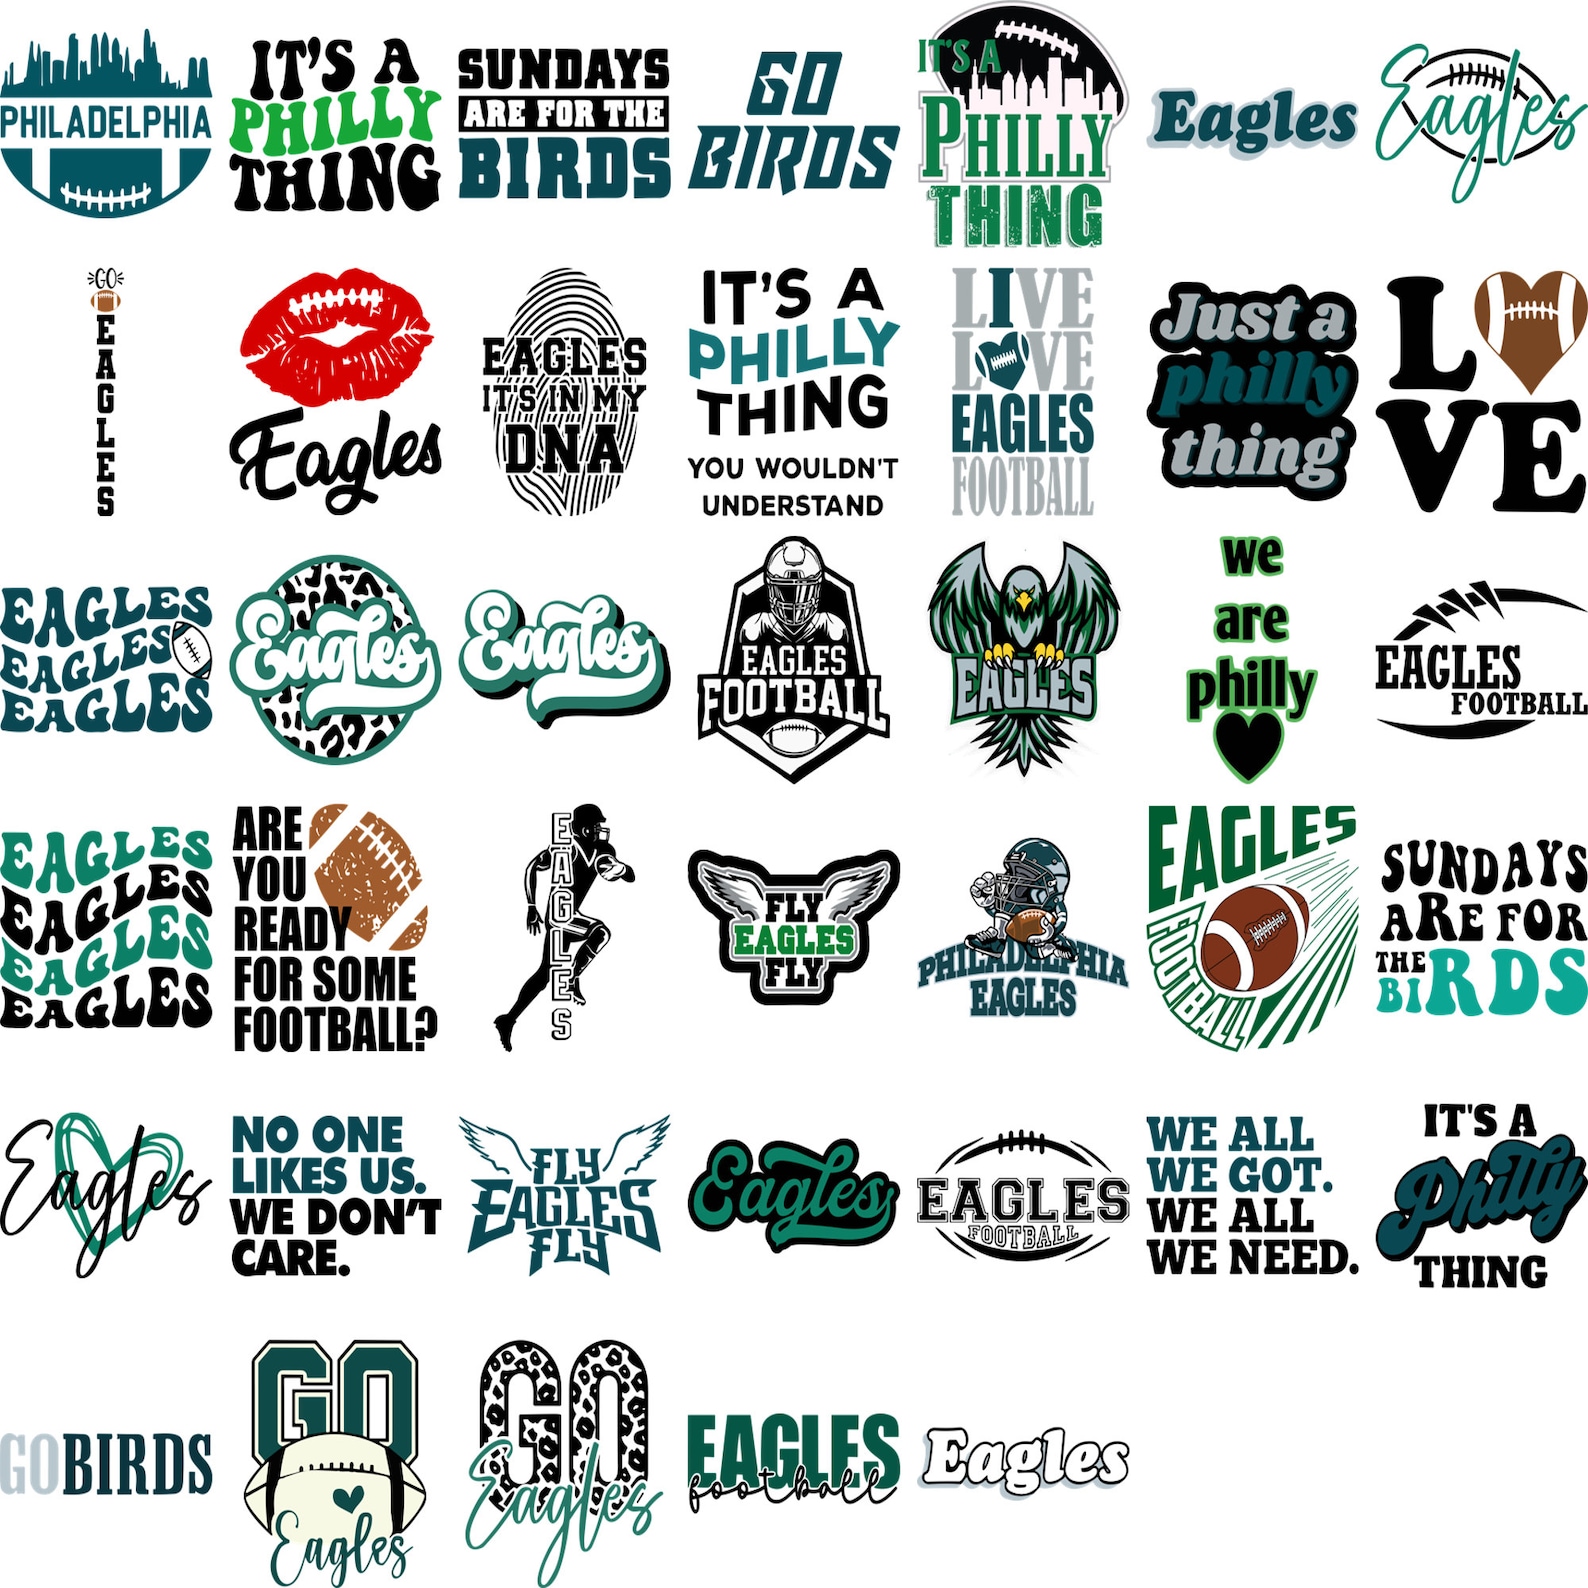 PHILADELPHIA
IT'S A
PHILLY
THING
SUNDAYS
ARE FOR THE
BIRDS
GO
BIRDS
IT'S A
PHILLY
THING
Eagles
Eagles
GO
EAGLES
Eagles
EAGLES
IT'S IN MY
DNA
IT'S A
PHILLY
THING
YOU WOULDN'T
UNDERSTAND
LIVE
LOVE
EAGLES
FOOTBALL
Just a
philly
thing
L
VE
EAGLES
EAGLES
EAGLES
Eagles
Eagles
EAGLES
FOOTBALL
EAGLES
we
are
philly
EAGLES
FOOTBALL
EAGLES
EAGLES
EAGLES
EAGLES
ARE
YOU
READY
FOR SOME
FOOTBALL?
EAGLES
FLY
EAGLES
FLY
PHILADELPHIA
EAGLES
EAGLES
FOOTBALL
SUNDAYS
ARE FOR
THE
BIRDS
Eagles
NO ONE
LIKES US.
WE DON'T
CARE.
FLY
EAGLES
FLY
Eagles
EAGLES
FOOTBALL
WE ALL
WE GOT.
WE ALL
WE NEED.
IT'S A
Philly
THING
GOBIRDS
GO
Eagles
GO
Eagles
EAGLES
football
Eagles